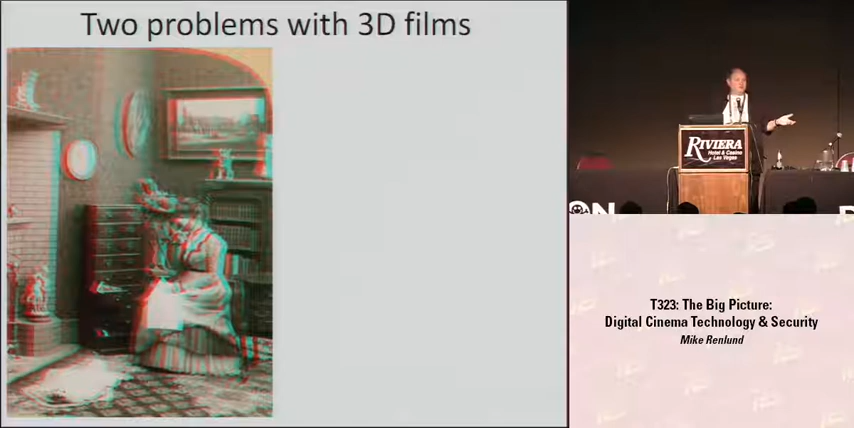 Two problems with 3D films
RIVIERA
Hotel & Casino
Las Vegas
ON
T323: The Big Picture:
Digital Cinema Technology & Security
Mike Renlund